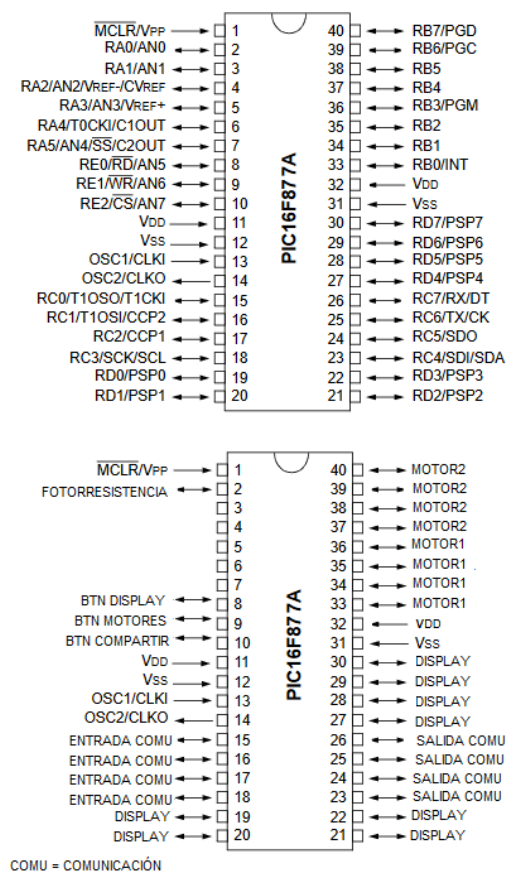 MCLR/VPP 1 40 RB7/PGD
RA0/AN0 2 39 RB6/PGC
RA1/AN1 3 38 RB5
RA2/AN2/VREF-/CVREF 4 37 RB4
RA3/AN3/VREF+ 5 36 RB3/PGM
RA4/T0CKI/C1OUT 6 35 RB2
RA5/AN4/SS/C2OUT 7 34 RB1
RE0/RD/AN5 8 33 RB0/INT
RE1/WR/AN6 9 32 VDD
RE2/CS/AN7 10 31 VSS
VDD 11 30 RD7/PSP7
VSS 12 29 RD6/PSP6
OSC1/CLKI 13 28 RD5/PSP5
OSC2/CLKO 14 27 RD4/PSP4
RC0/T1OSO/T1CKI 15 26 RC7/RX/DT
RC1/T1OSI/CCP2 16 25 RC6/TX/CK
RC2/CCP1 17 24 RC5/SDO
RC3/SCK/SCL 18 23 RC4/SDI/SDA
RD0/PSP0 19 22 RD3/PSP3
RD1/PSP1 20 21 RD2/PSP2
PIC16F877A
MCLR/VPP 1 40 MOTOR2
FOTORRESISTENCIA 2 39 MOTOR2
3 38 MOTOR2
4 37 MOTOR2
5 36 MOTOR1
6 35 MOTOR1
7 34 MOTOR1
BTN DISPLAY 8 33 MOTOR1
BTN MOTORES 9 32 VDD
BTN COMPARTIR 10 31 VSS
VDD 11 30 DISPLAY
VSS 12 29 DISPLAY
OSC1/CLKI 13 28 DISPLAY
OSC2/CLKO 14 27 DISPLAY
ENTRADA COMU 15 26 SALIDA COMU
ENTRADA COMU 16 25 SALIDA COMU
ENTRADA COMU 17 24 SALIDA COMU
ENTRADA COMU 18 23 SALIDA COMU
DISPLAY 19 22 DISPLAY
DISPLAY 20 21 DISPLAY
PIC16F877A
COMU = COMUNICACIÓN